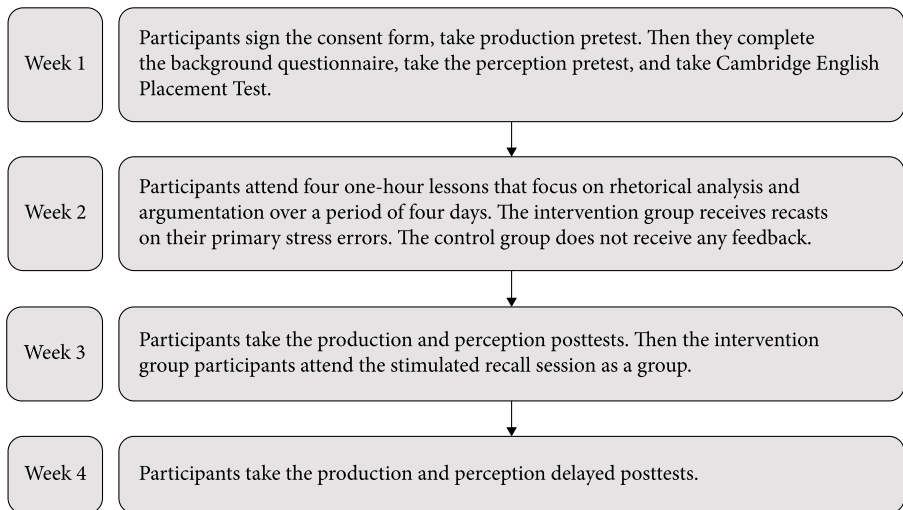 Week 1
Participants sign the consent form, take production pretest. Then they complete
the background questionnaire, take the perception pretest, and take Cambridge English
Placement Test.
Week 2
Participants attend four one-hour lessons that focus on rhetorical analysis and
argumentation over a period of four days. The intervention group receives recasts
on their primary stress errors. The control group does not receive any feedback.
Week 3
Participants take the production and perception posttests. Then the intervention
group participants attend the stimulated recall session as a group.
Week 4
Participants take the production and perception delayed posttests.